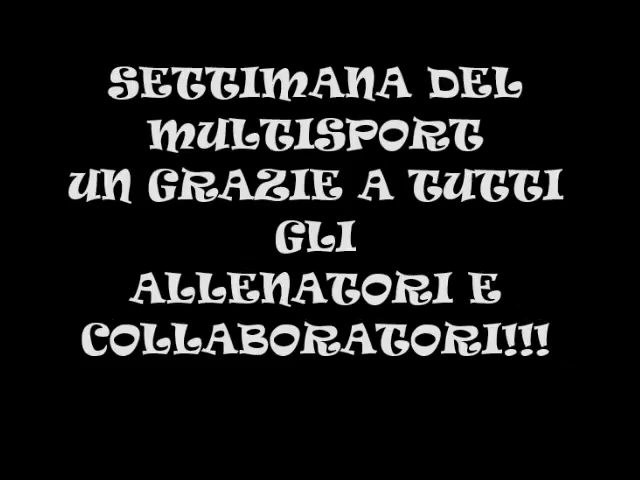 SETTIMANA DEL
MULTISPORT
UN GRAZIE A TUTTI
GLI
ALLENATORI E
COLLABORATORI!!!